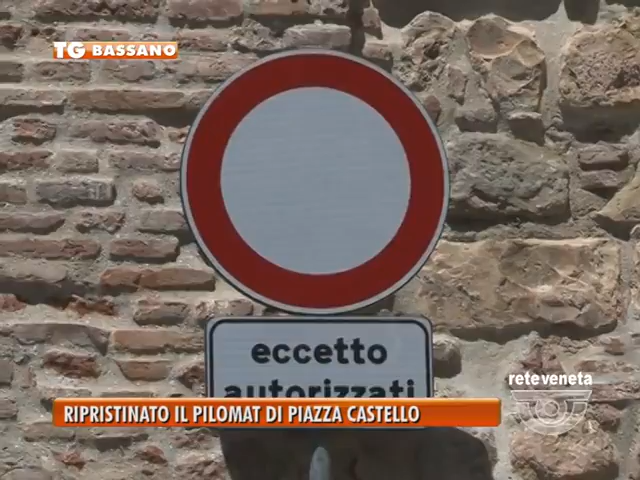 TG BASSANO
eccetto
autorizzati
RIPRISTINATO IL PILOMAT DI PIAZZA CASTELLO
reteveneta